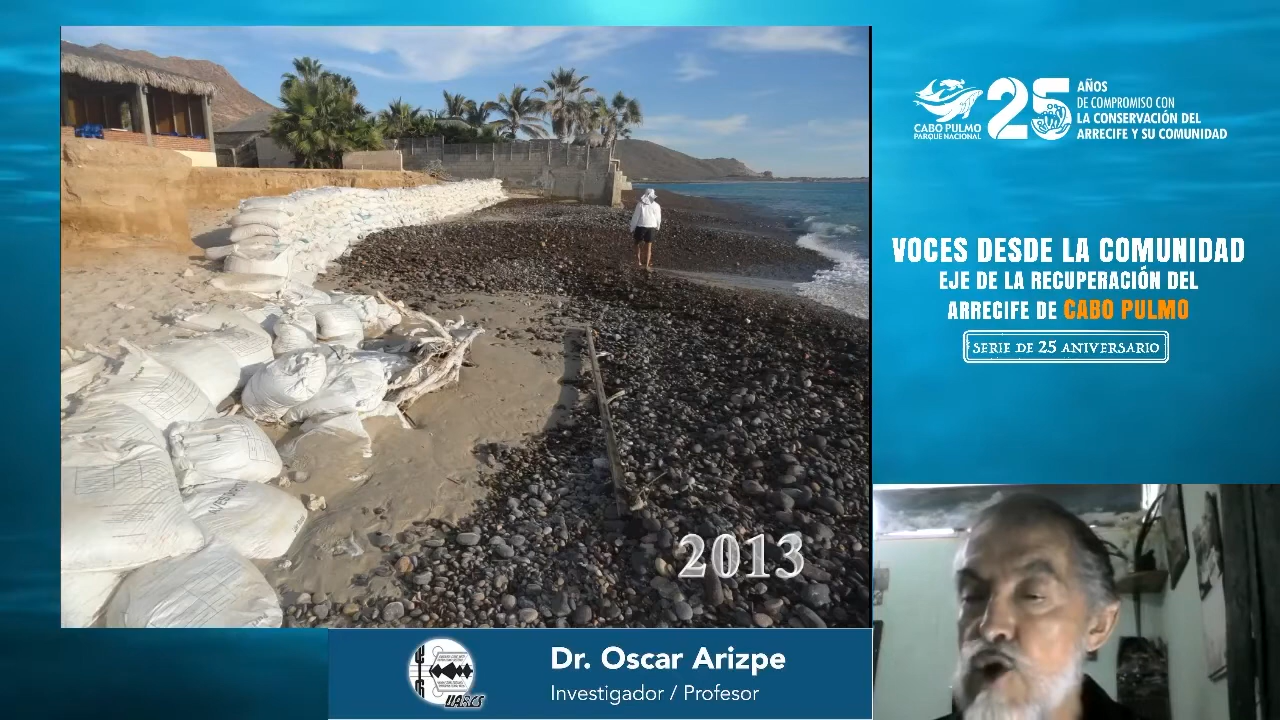 CABO PULMO
PARQUE NACIONAL
25
AÑOS
DE COMPROMISO CON
LA CONSERVACIÓN DEL
ARRECIFE Y SU COMUNIDAD
VOCES DESDE LA COMUNIDAD
EJE DE LA RECUPERACIÓN DEL
ARRECIFE DE CABO PULMO
SERIE DE 25 ANIVERSARIO
2013
Dr. Oscar Arizpe
Investigador / Profesor
UABCS